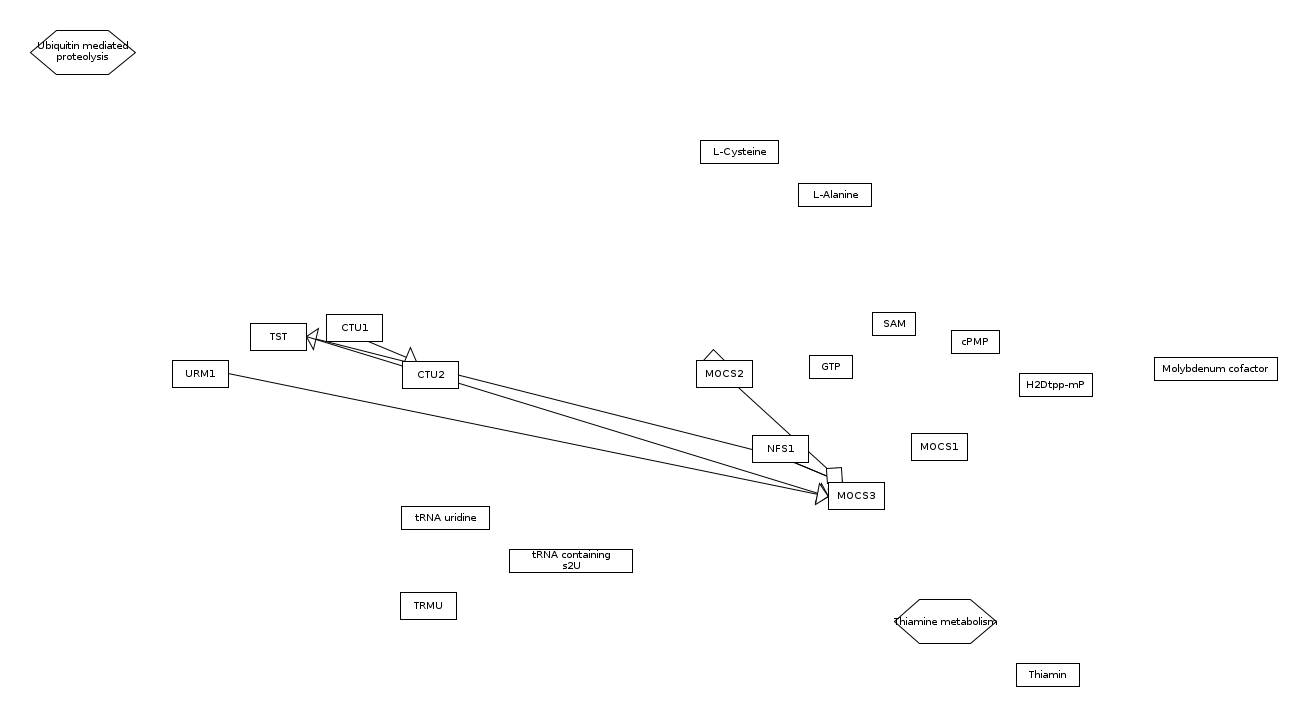 Ubiquitin mediated
proteolysis
L-Cysteine
L-Alanine
SAM
CTU1
TST
cPMP
GTP
Molybdenum cofactor
URM1
CTU2
MOCS2
H2Dtpp-mP
MOCS1
NFS1
MOCS3
tRNA uridine
tRNA containing
s2U
TRMU
Thiamine metabolism
Thiamin